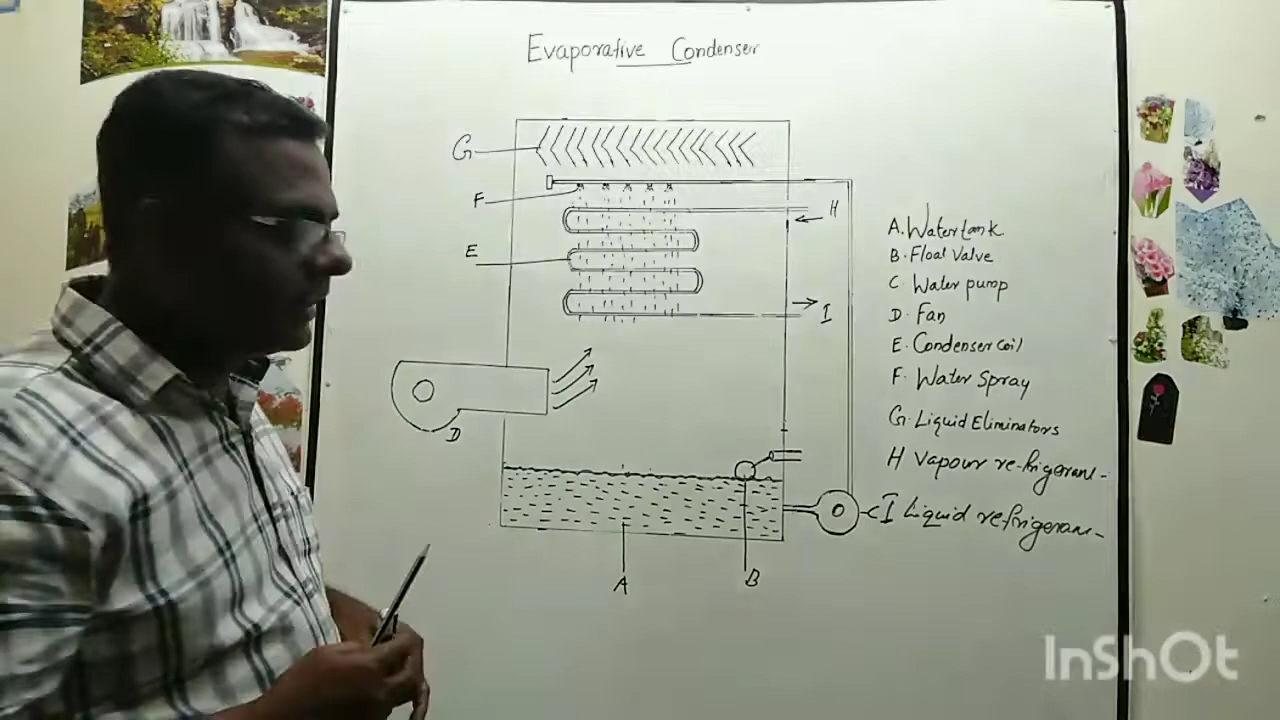 Evaporative Condenser
G
F
H
E
I
D
A
B
C
A. Water tank
B. Float Valve
C Water pump
D. Fan
E. Condenser coil
F. Water Spray
G. Liquid Eliminators
H Vapour refrigerant
I Liquid refrigerant
InShOt